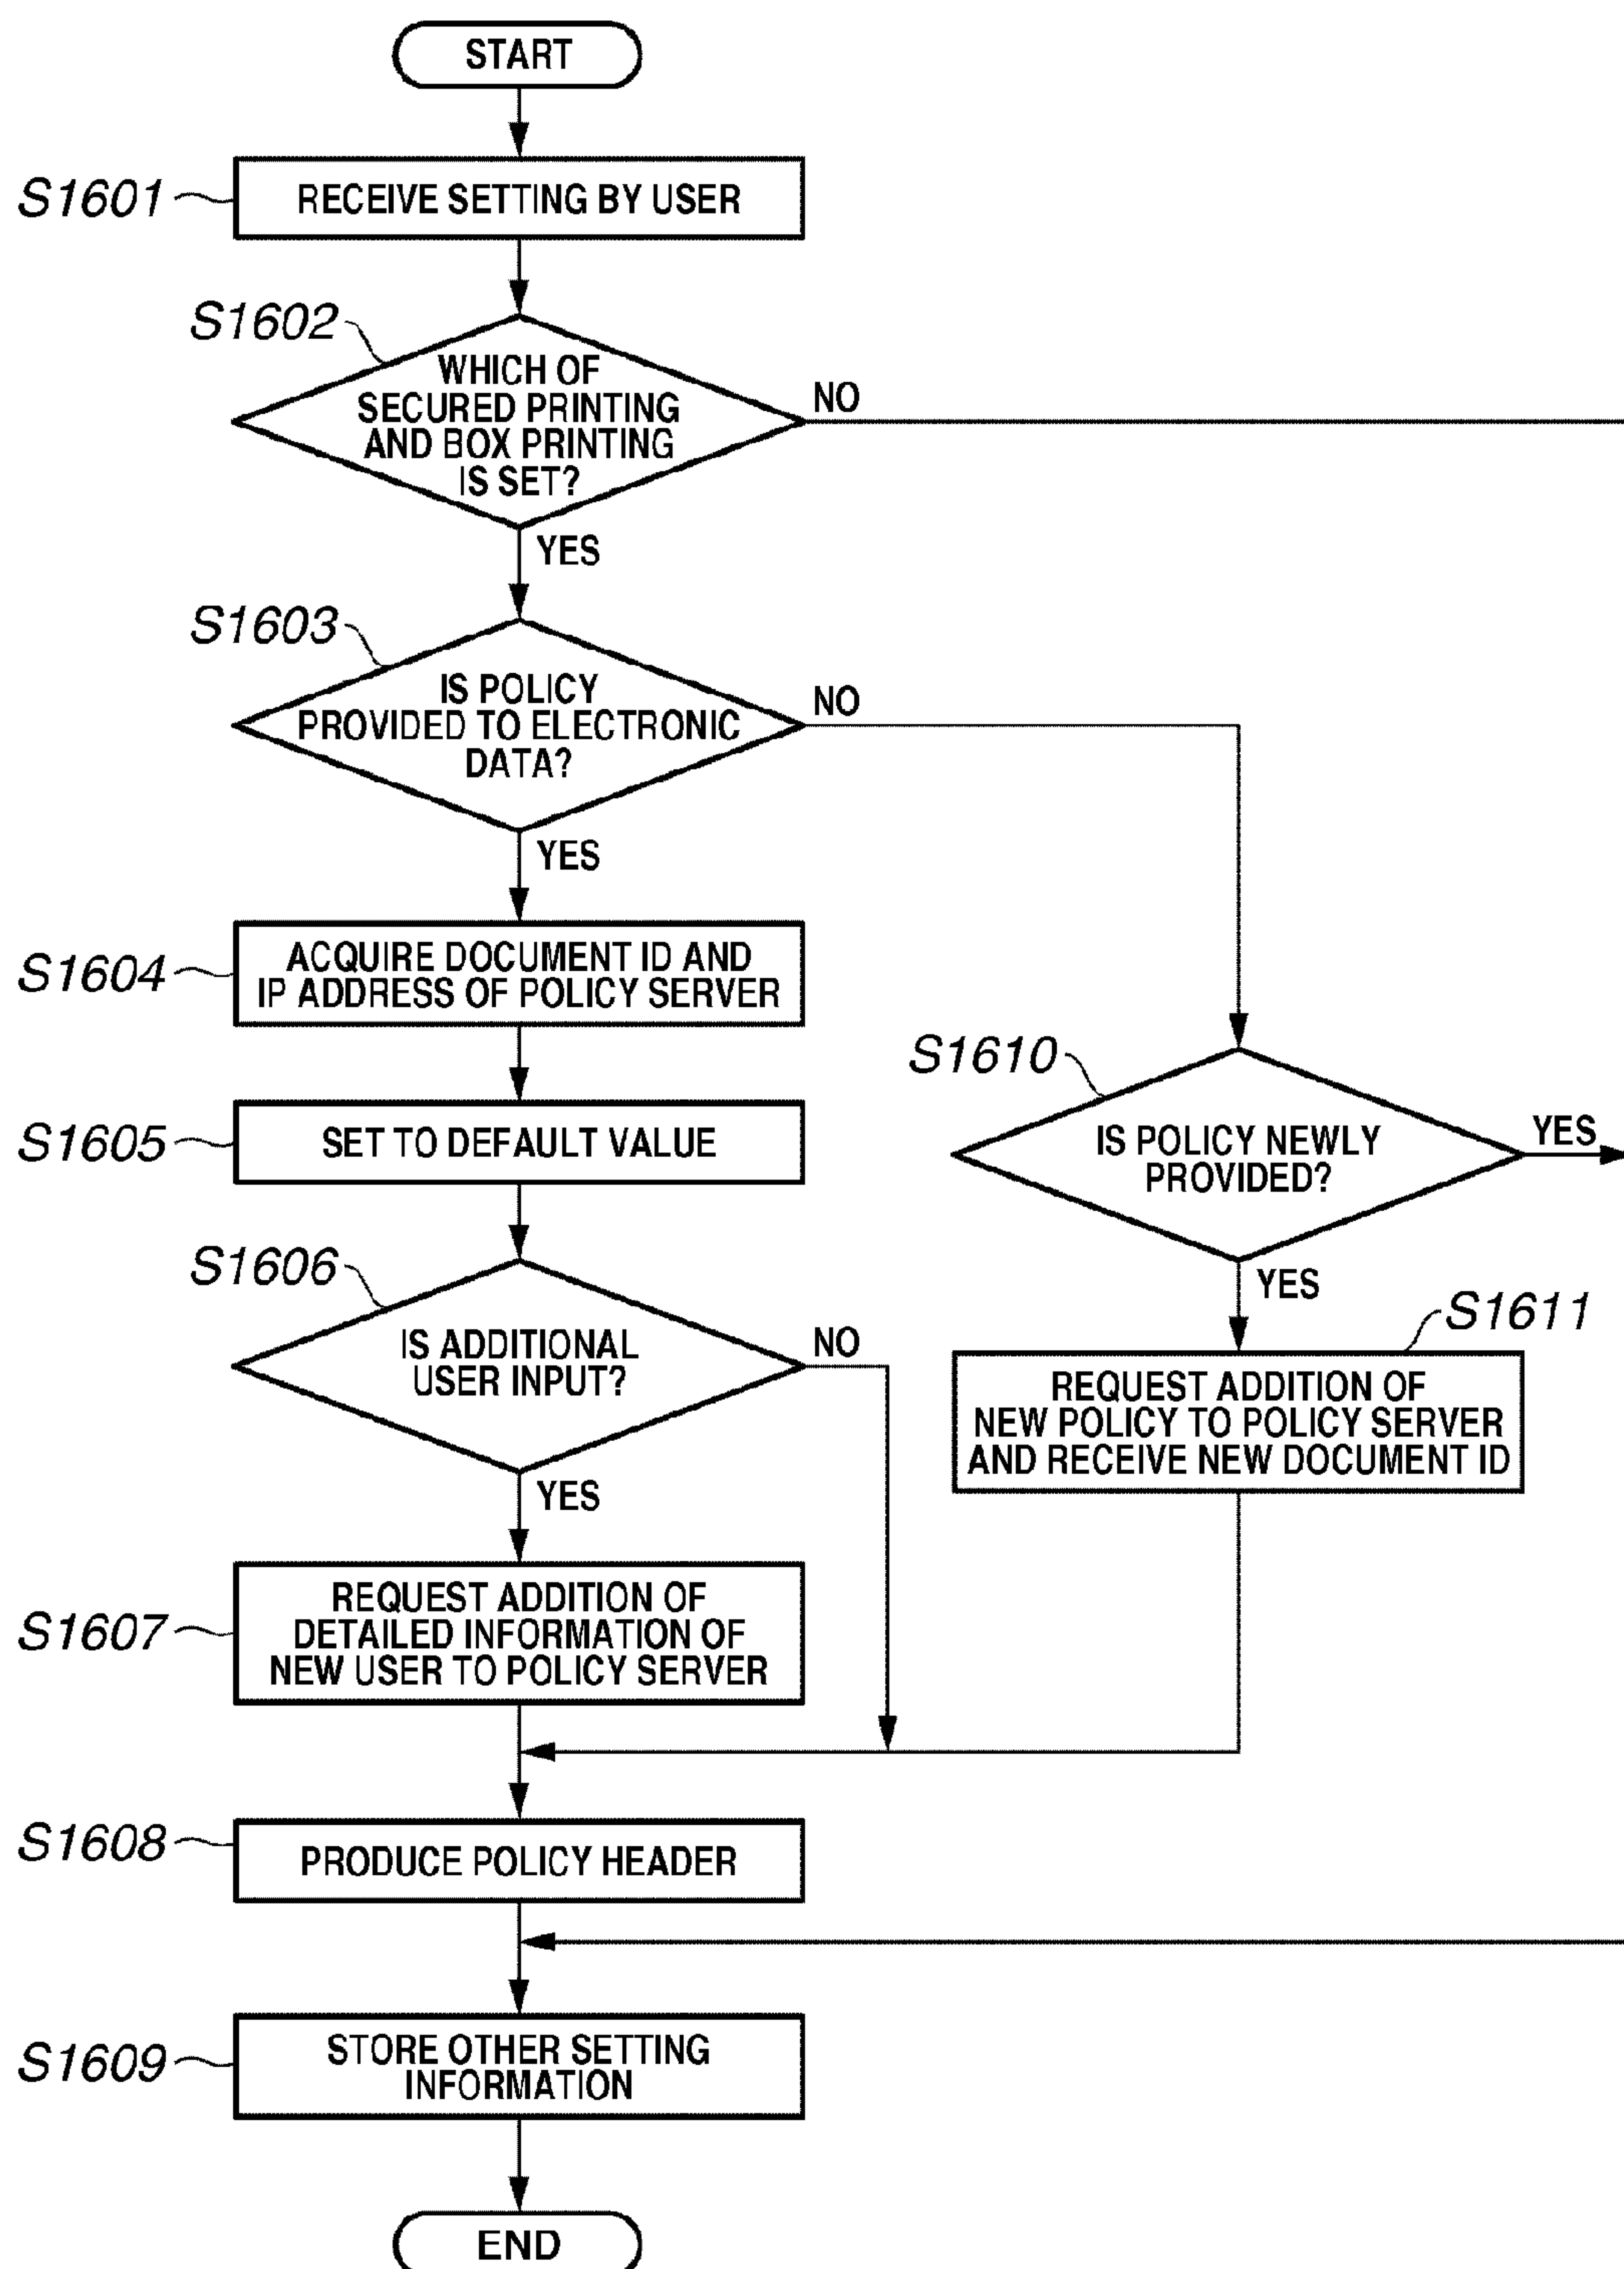 START
S1601
RECEIVE SETTING BY USER
S1602
WHICH OF
SECURED PRINTING
AND BOX PRINTING
IS SET?
NO
YES
S1603
IS POLICY
PROVIDED TO ELECTRONIC
DATA?
NO
YES
S1604
ACQUIRE DOCUMENT ID AND
IP ADDRESS OF POLICY SERVER
S1605
SET TO DEFAULT VALUE
S1606
IS ADDITIONAL
USER INPUT?
NO
YES
S1607
REQUEST ADDITION OF
DETAILED INFORMATION OF
NEW USER TO POLICY SERVER
S1610
IS POLICY NEWLY
PROVIDED?
YES
YES
S1611
REQUEST ADDITION OF
NEW POLICY TO POLICY SERVER
AND RECEIVE NEW DOCUMENT ID
S1608
PRODUCE POLICY HEADER
S1609
STORE OTHER SETTING
INFORMATION
END